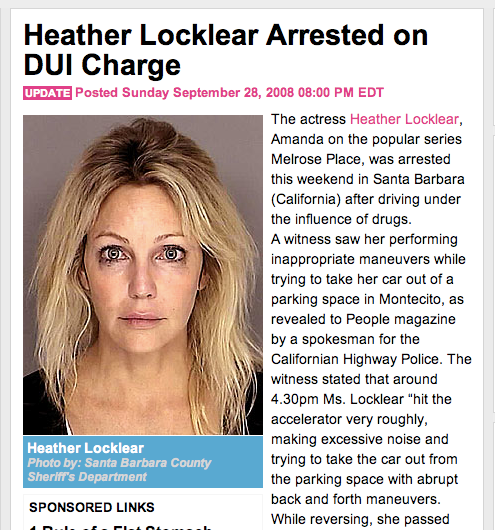 Heather Locklear Arrested on
DUI Charge
UPDATE Posted Sunday September 28, 2008 08:00 PM EDT
Heather Locklear
Photo by: Santa Barbara County
Sheriff's Department
SPONSORED LINKS
1 Rule of a Flat Stomach
The actress Heather Locklear,
Amanda on the popular series
Melrose Place, was arrested
this weekend in Santa Barbara
(California) after driving under
the influence of drugs.
A witness saw her performing
inappropriate maneuvers while
trying to take her car out of a
parking space in Montecito, as
revealed to People magazine
by a spokesman for the
Californian Highway Police. The
witness stated that around
4.30pm Ms. Locklear “hit the
accelerator very roughly,
making excessive noise and
trying to take the car out from
the parking space with abrupt
back and forth maneuvers.
While reversing, she passed